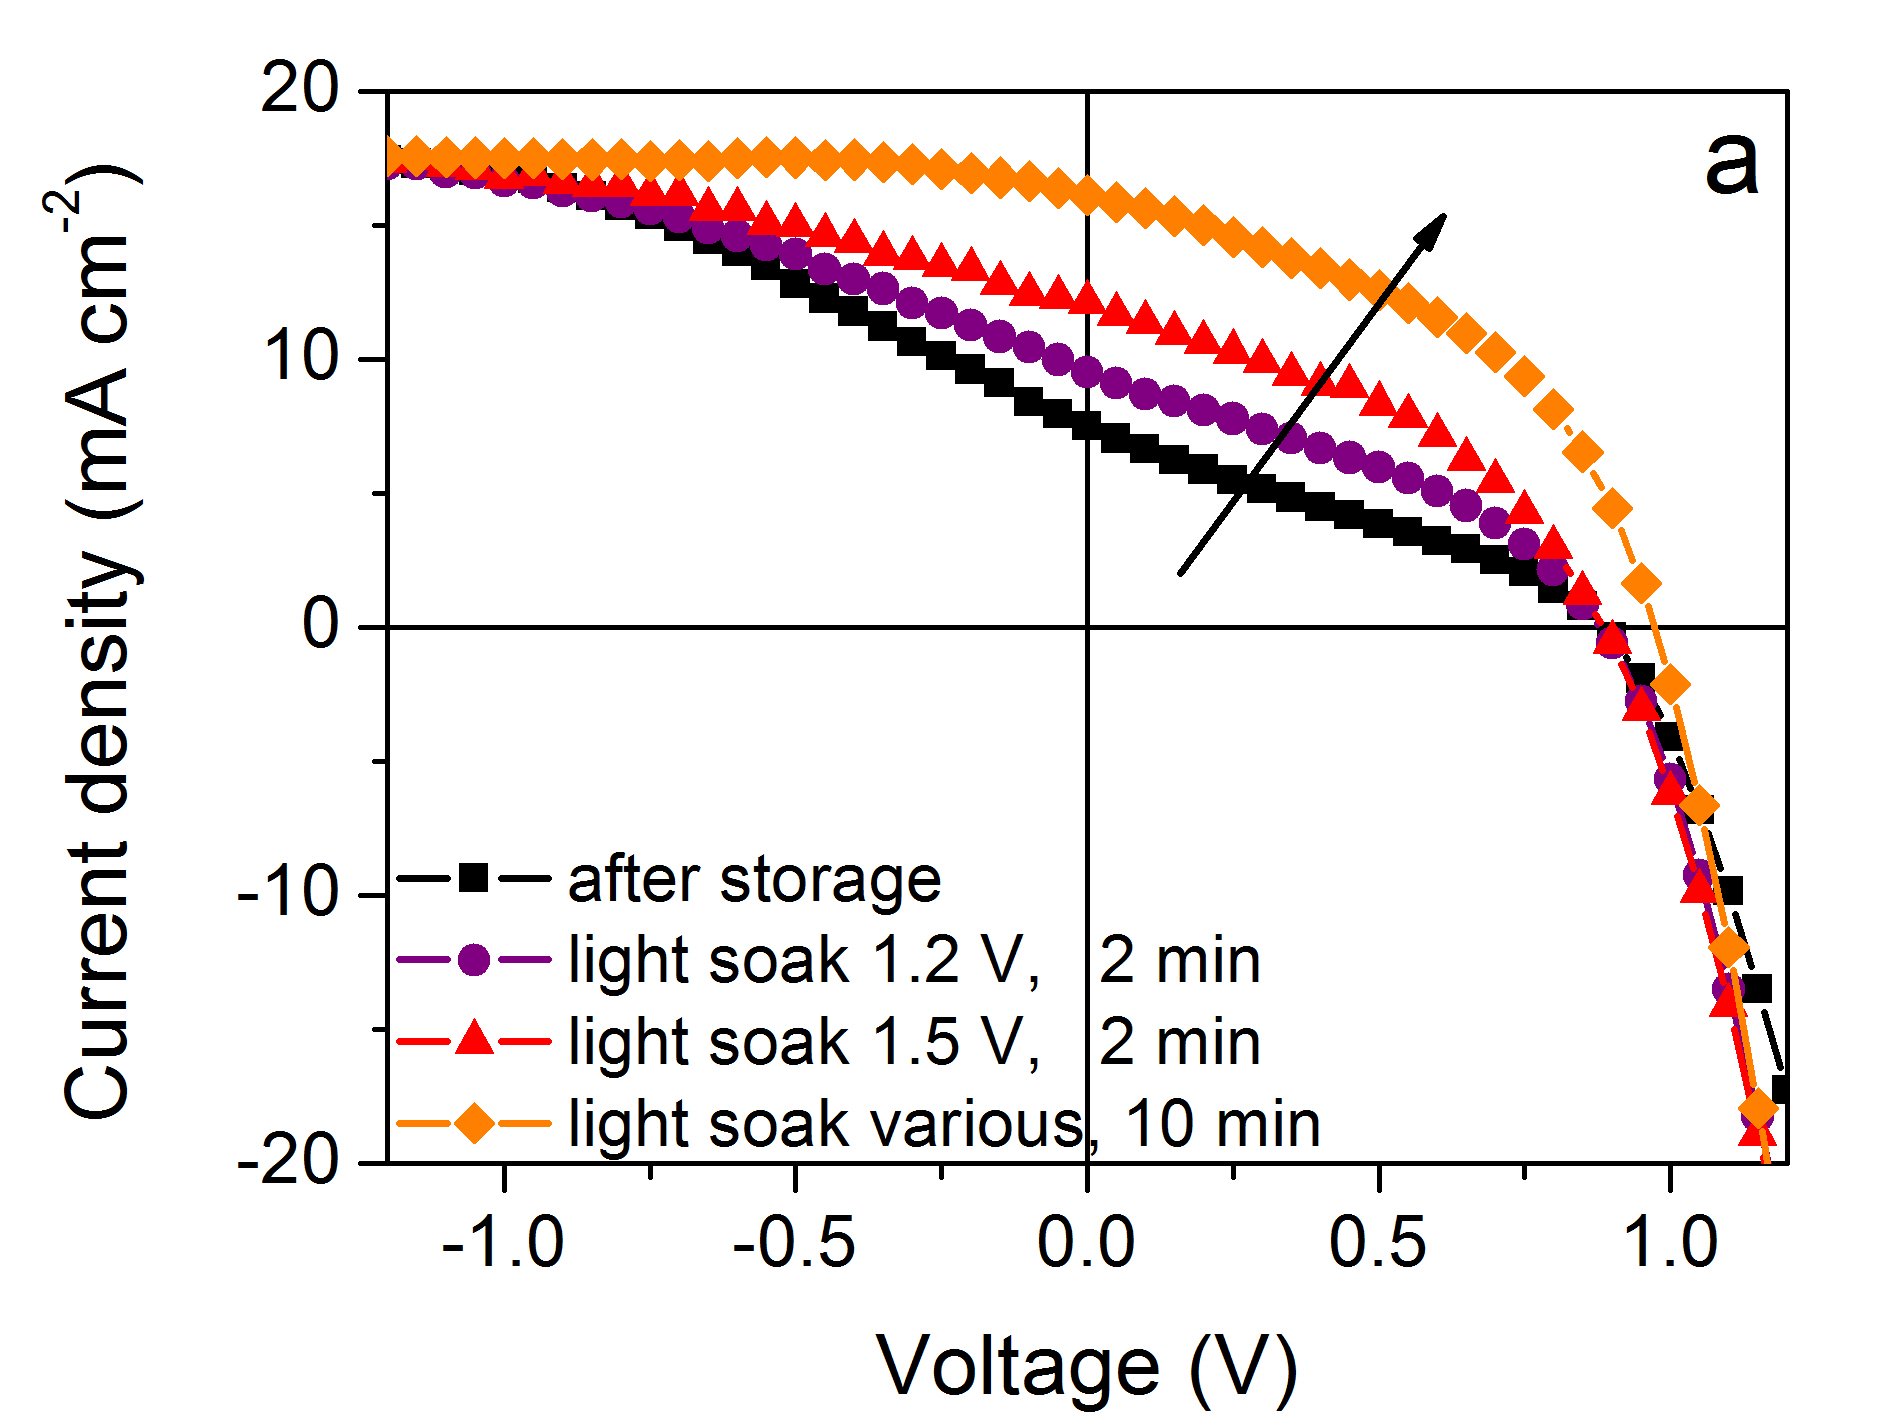 a
20
10
0
-10
-20
Current density (mA cm-2)
after storage
light soak 1.2 V, 2 min
light soak 1.5 V, 2 min
light soak various, 10 min
-1.0 -0.5 0.0 0.5 1.0
Voltage (V)